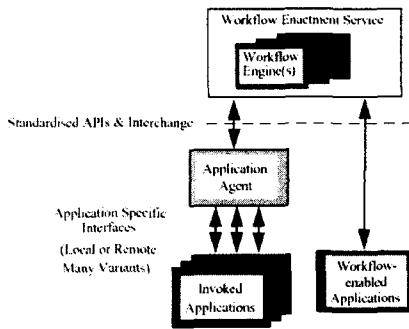 Workflow Enactment Service
Workflow
Engine(s)
Standardised APIs & Interchange
Application
Agent
Application Specific
Interfaces
(Local or Remote
Many Variants)
Invoked
Applications
Workflow-
enabled
Applications